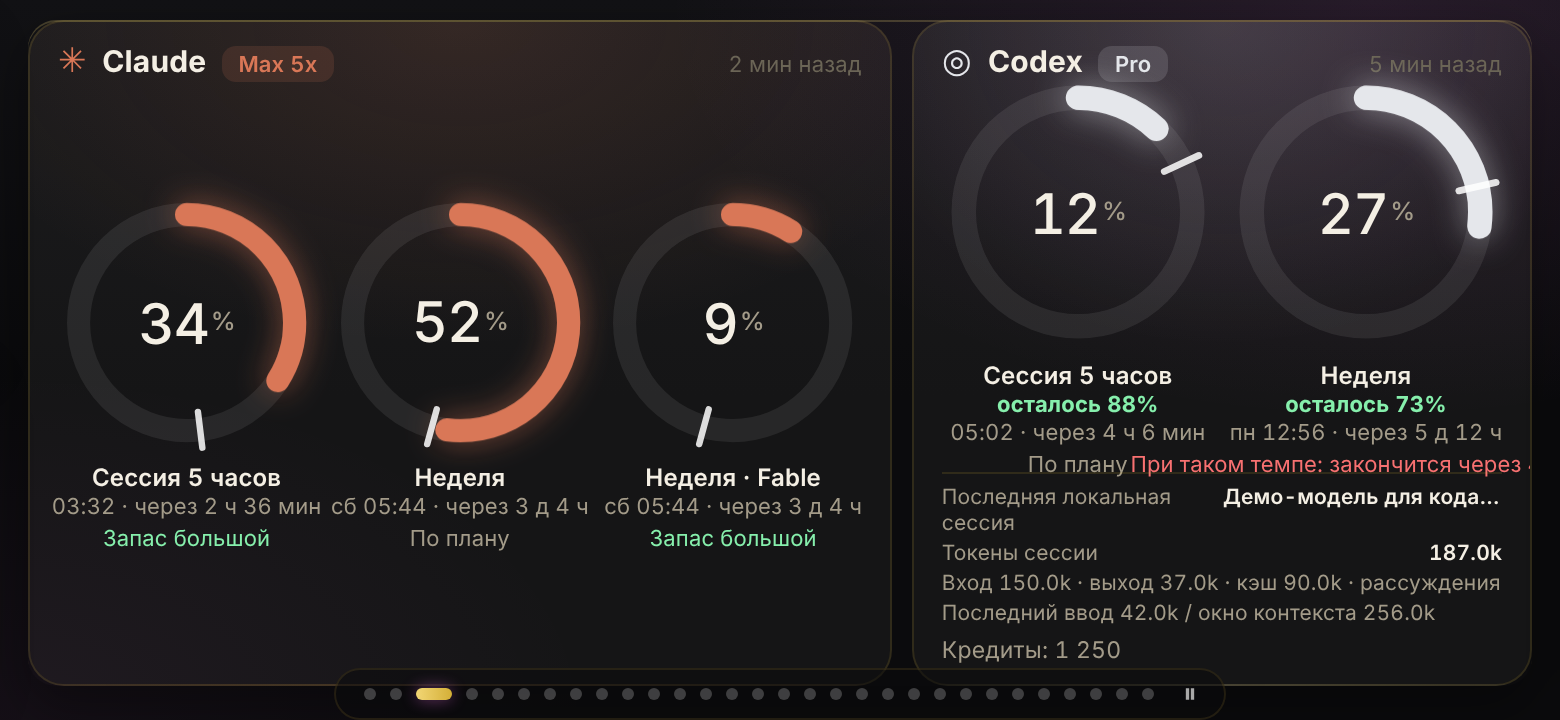 Claude Max 5x 2 мин назад
34% 52% 9%
Сессия 5 часов Неделя Неделя · Fable
03:32 · через 2 ч 36 мин сб 05:44 · через 3 д 4 ч сб 05:44 · через 3 д 4 ч
Запас большой По плану Запас большой
Codex Pro 5 мин назад
12% 27%
Сессия 5 часов Неделя
осталось 88% осталось 73%
05:02 · через 4 ч 6 мин пн 12:56 · через 5 д 12 ч
По плану При таком темпе: закончится через
Последняя локальная сессия Демо-модель для кода…
Токены сессии 187.0k
Вход 150.0k · выход 37.0k · кэш 90.0k · рассуждения
Последний ввод 42.0k / окно контекста 256.0k
Кредиты: 1 250